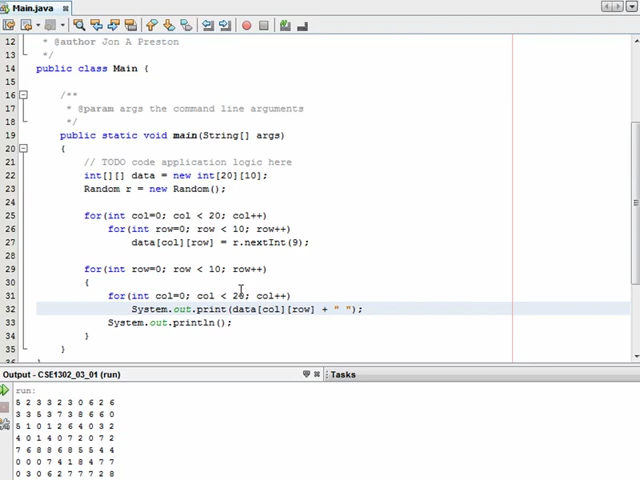 Main.java
12 * @author Jon A Preston
13 */
14 public class Main {
15
16 /**
17 * @param args the command line arguments
18 */
19 public static void main(String[] args)
20 {
21 // TODO code application logic here
22 int[][] data = new int[20][10];
23 Random r = new Random();
24
25 for(int col=0; col < 20; col++)
26 for(int row=0; row < 10; row++)
27 data[col][row] = r.nextInt(9);
28
29 for(int row=0; row < 10; row++)
30 {
31 for(int col=0; col < 20; col++)
32 System.out.print(data[col][row] + " ");
33 System.out.println();
34 }
35 }
Output - CSE1302_03_01 (run) Tasks
run:
5 2 3 3 2 3 0 6 2 6
3 3 5 3 7 3 8 6 6 0
5 1 0 1 2 6 4 0 3 2
4 0 1 4 0 7 2 0 7 2
7 6 8 6 8 5 5 4 4
0 0 0 7 4 1 8 4 7 7
0 3 0 6 2 7 7 7 2 8